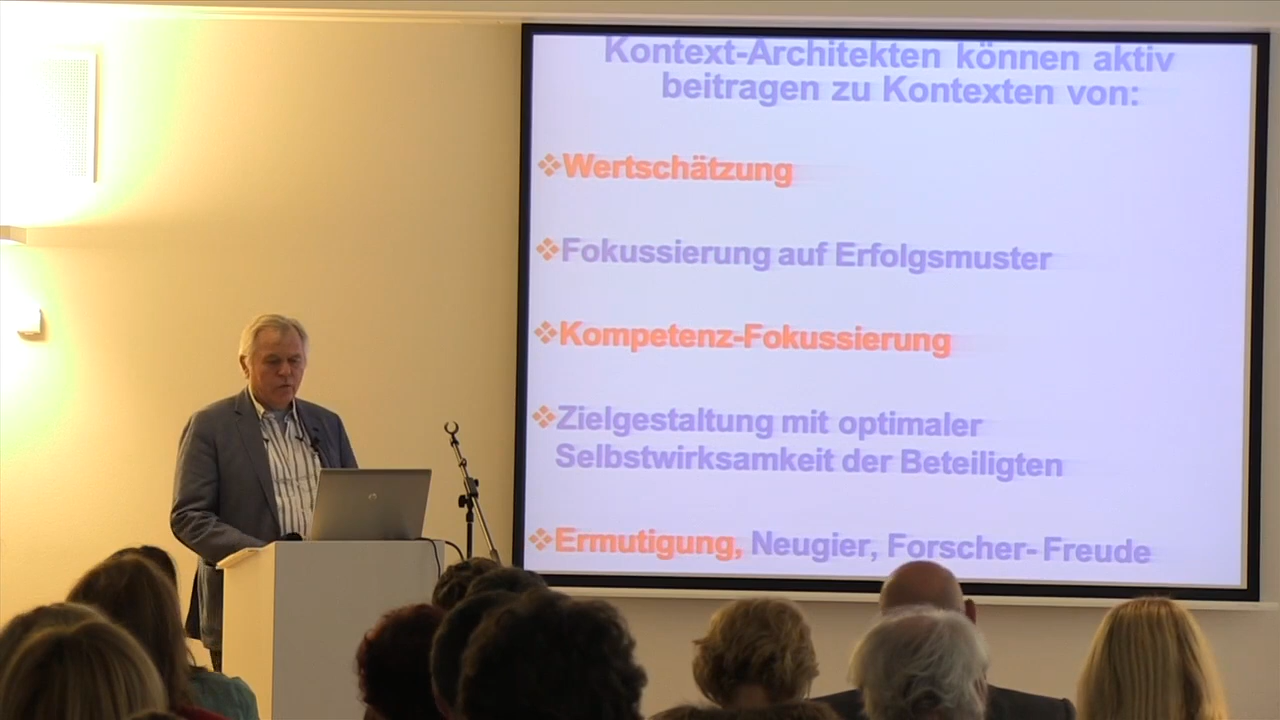 Kontext-Architekten können aktiv
beitragen zu Kontexten von:
Wertschätzung
Fokussierung auf Erfolgsmuster
Kompetenz-Fokussierung
Zielgestaltung mit optimaler
Selbstwirksamkeit der Beteiligten
Ermutigung, Neugier, Forscher- Freude